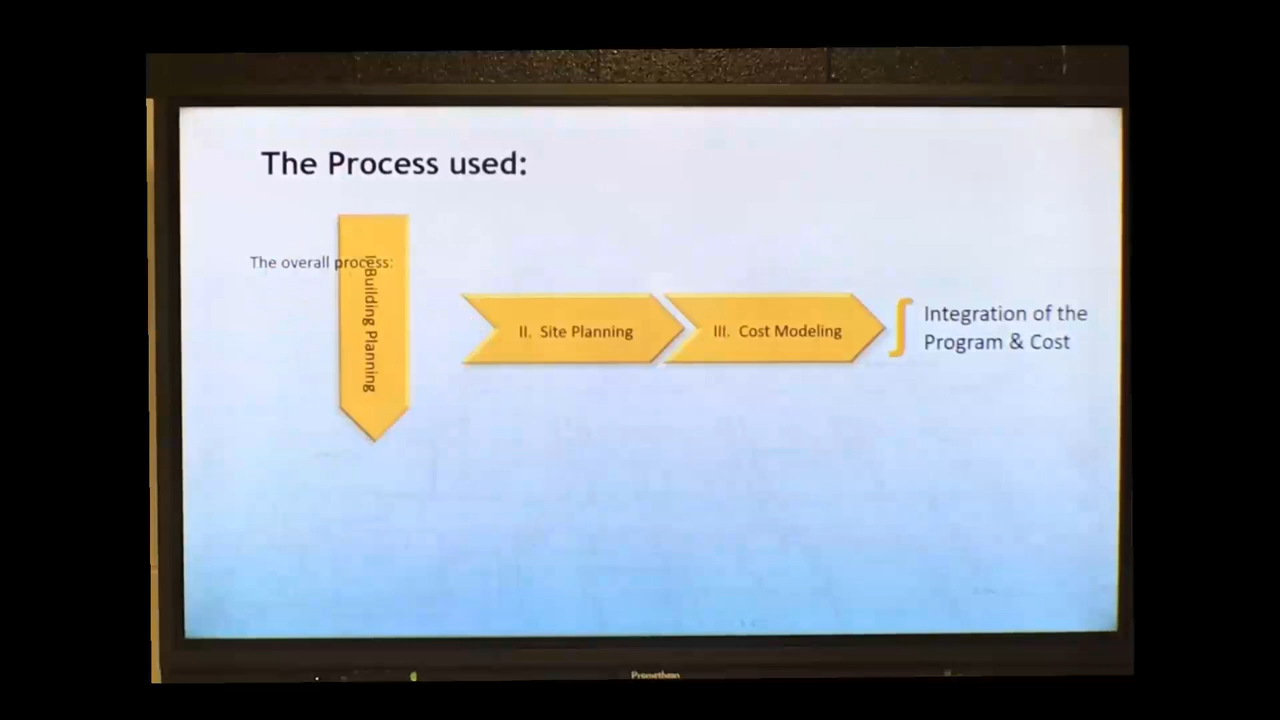 The Process used:
The overall process:
I. Building Planning
II. Site Planning
III. Cost Modeling
∫
Integration of the
Program & Cost
Promethean